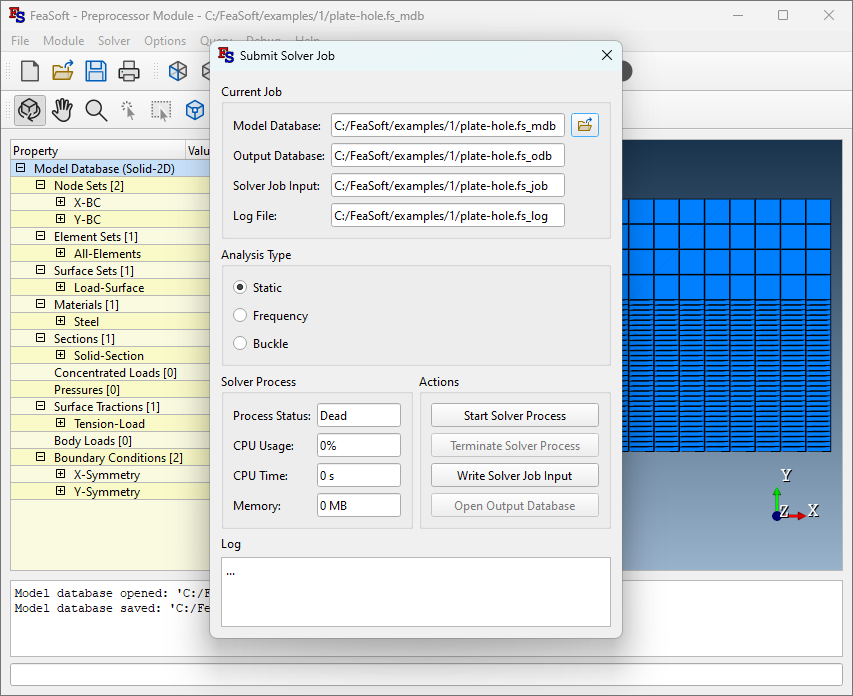 FeaSoft - Preprocessor Module - C:/FeaSoft/examples/1/plate-hole.fs_mdb
File Module Solver Options Query Debug Help
Submit Solver Job
Current Job
Model Database: C:/FeaSoft/examples/1/plate-hole.fs_mdb
Output Database: C:/FeaSoft/examples/1/plate-hole.fs_odb
Solver Job Input: C:/FeaSoft/examples/1/plate-hole.fs_job
Log File: C:/FeaSoft/examples/1/plate-hole.fs_log
Analysis Type
Static
Frequency
Buckle
Solver Process
Process Status: Dead
CPU Usage: 0%
CPU Time: 0 s
Memory: 0 MB
Actions
Start Solver Process
Terminate Solver Process
Write Solver Job Input
Open Output Database
Log
...
Property Valu
Model Database (Solid-2D)
Node Sets [2]
X-BC
Y-BC
Element Sets [1]
All-Elements
Surface Sets [1]
Load-Surface
Materials [1]
Steel
Sections [1]
Solid-Section
Concentrated Loads [0]
Pressures [0]
Surface Tractions [1]
Tension-Load
Body Loads [0]
Boundary Conditions [2]
X-Symmetry
Y-Symmetry
Y
Z X
Model database opened: 'C:/F
Model database saved: 'C:/Fe